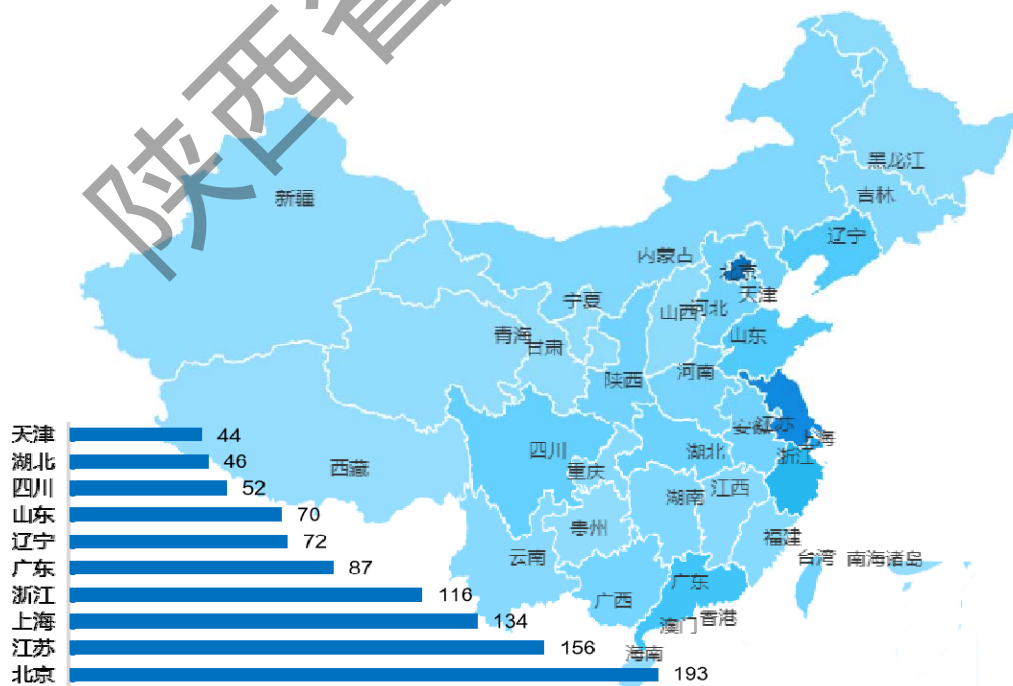 陕西省
黑龙江
吉林
新疆
辽宁
内蒙古
北京
天津
宁夏
山西
河北
青海
甘肃
山东
陕西
河南
安徽
江苏
上海
四川
湖北
浙江
重庆
西藏
湖南
江西
贵州
福建
云南
台湾
南海诸岛
广东
广西
香港
澳门
海南
天津 44
湖北 46
四川 52
山东 70
辽宁 72
广东 87
浙江 116
上海 134
江苏 156
北京 193